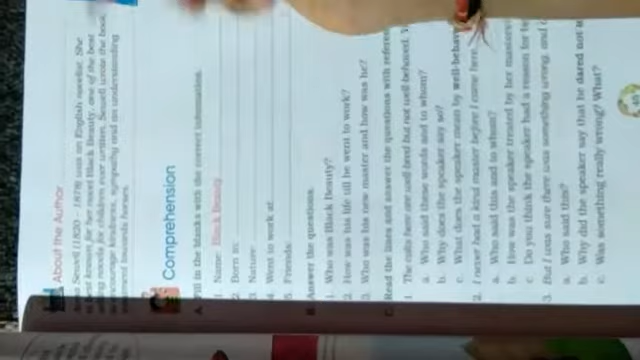 About the Author
Anna Sewell (1820 - 1878) was an English novelist. She
is best known for her novel Black Beauty, one of the best
selling novels for children ever written. Sewell wrote the book
to encourage kindness, sympathy and an understanding
treatment towards horses.
Comprehension
A. Fill in the blanks with the correct information.
1. Name: Black Beauty
2. Born in:
3. Nature:
4. Went to work at
5. Friends:
B. Answer the questions.
1. Who was Black Beauty?
2. How was his life till he went to work?
3. Who was his new master and how was he?
C. Read the lines and answer the questions with
1. The colts here are well bred but not well behaved.
a. Who said these words and to whom?
b. Why does the speaker say so?
c. What does the speaker mean by
2. I never had a kind master before I came here
a. Who said this and to whom?
b. How was the speaker treated by her masters
c. Do you think the speaker had a reason for
3. But I was sure there was something wrong, and
a. Who said this?
b. Why did the speaker say that he dared not
c. Was something really wrong? What?